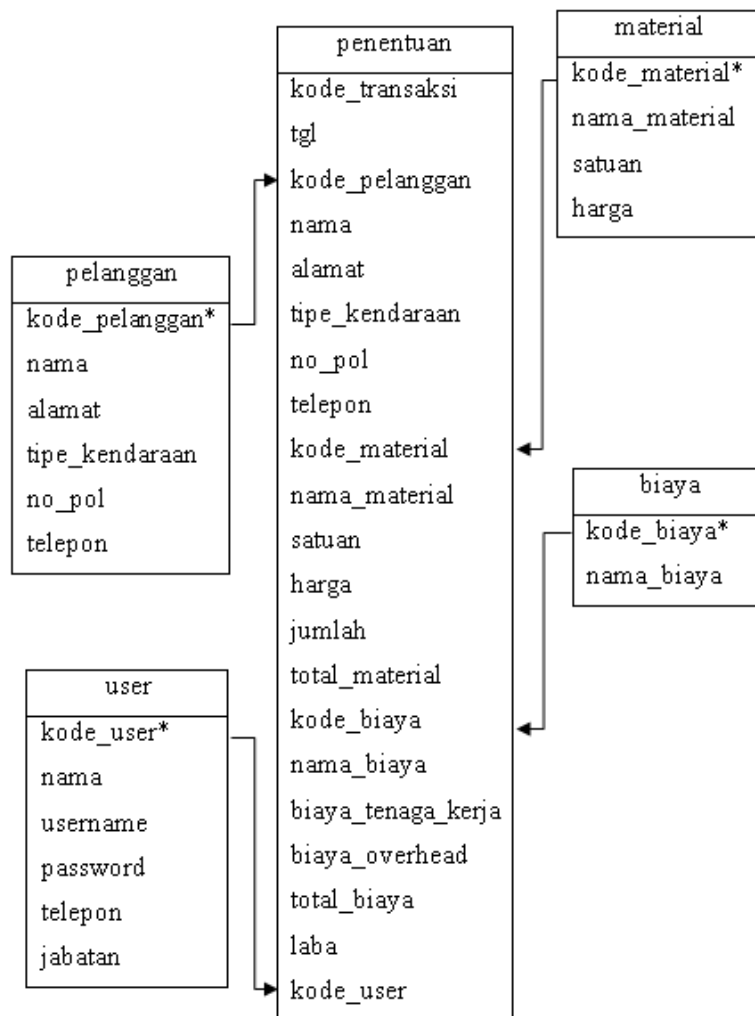 penentuan
kode_transaksi
tgl
kode_pelanggan
nama
alamat
tipe_kendaraan
no_pol
telepon
kode_material
nama_material
satuan
harga
jumlah
total_material
kode_biaya
nama_biaya
biaya_tenaga_kerja
biaya_overhead
total_biaya
laba
kode_user
material
kode_material*
nama_material
satuan
harga
pelanggan
kode_pelanggan*
nama
alamat
tipe_kendaraan
no_pol
telepon
biaya
kode_biaya*
nama_biaya
user
kode_user*
nama
username
password
telepon
jabatan